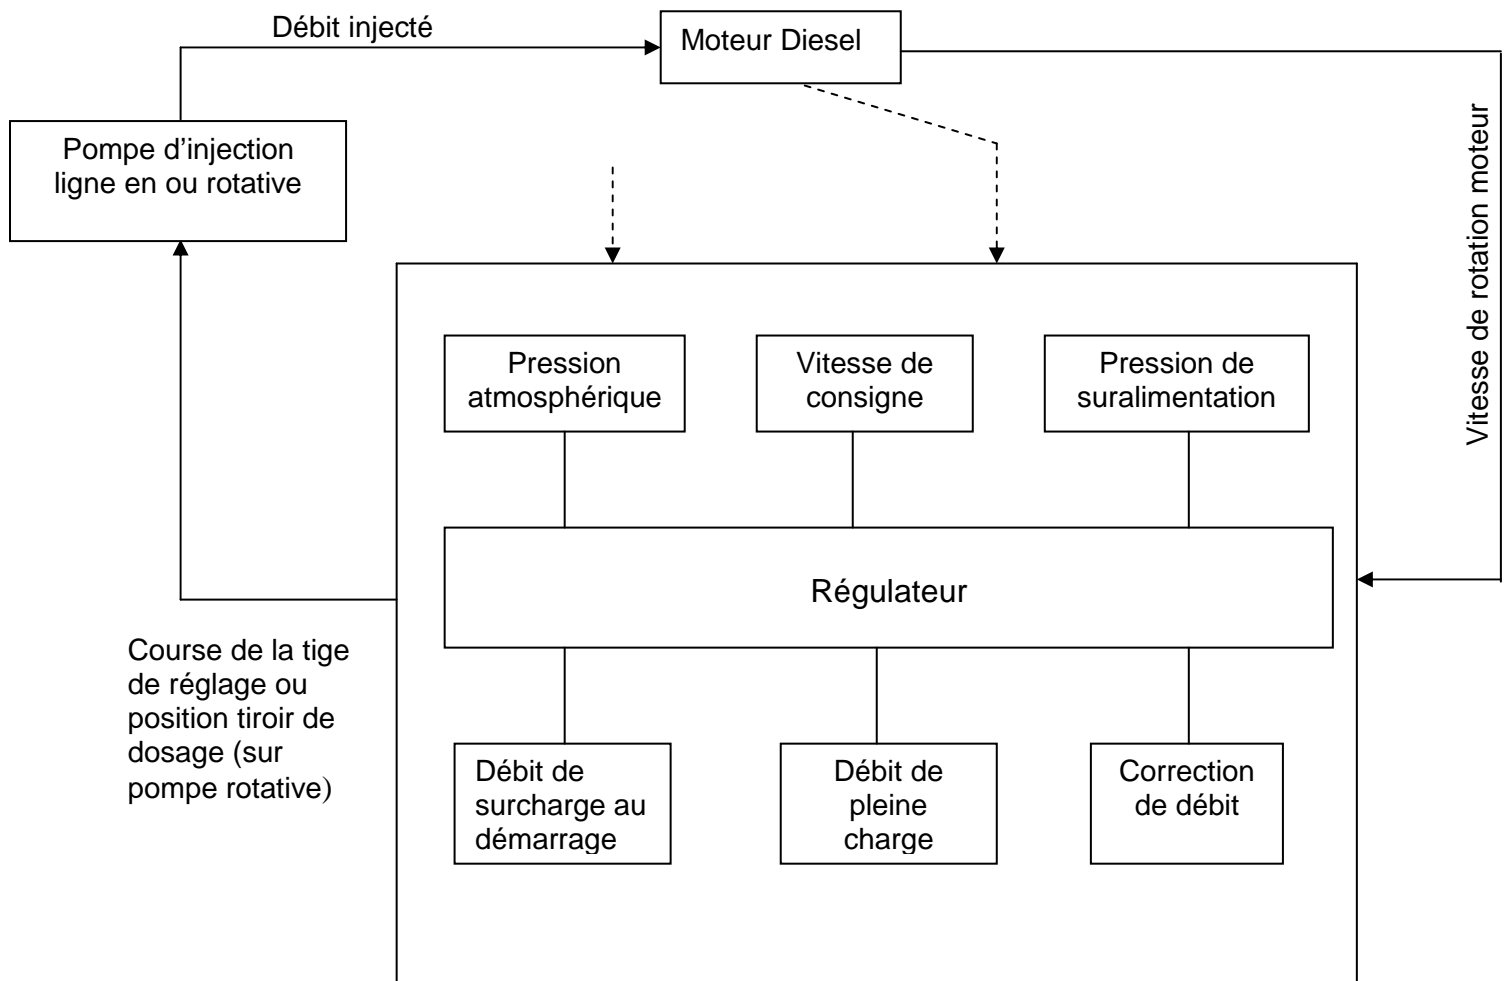 Débit injecté
Moteur Diesel
Pompe d’injection
ligne en ou rotative
Vitesse de rotation moteur
Pression
atmosphérique
Vitesse de
consigne
Pression de
suralimentation
Régulateur
Course de la tige
de réglage ou
position tiroir de
dosage (sur
pompe rotative)
Débit de
surcharge au
démarrage
Débit de
pleine
charge
Correction
de débit